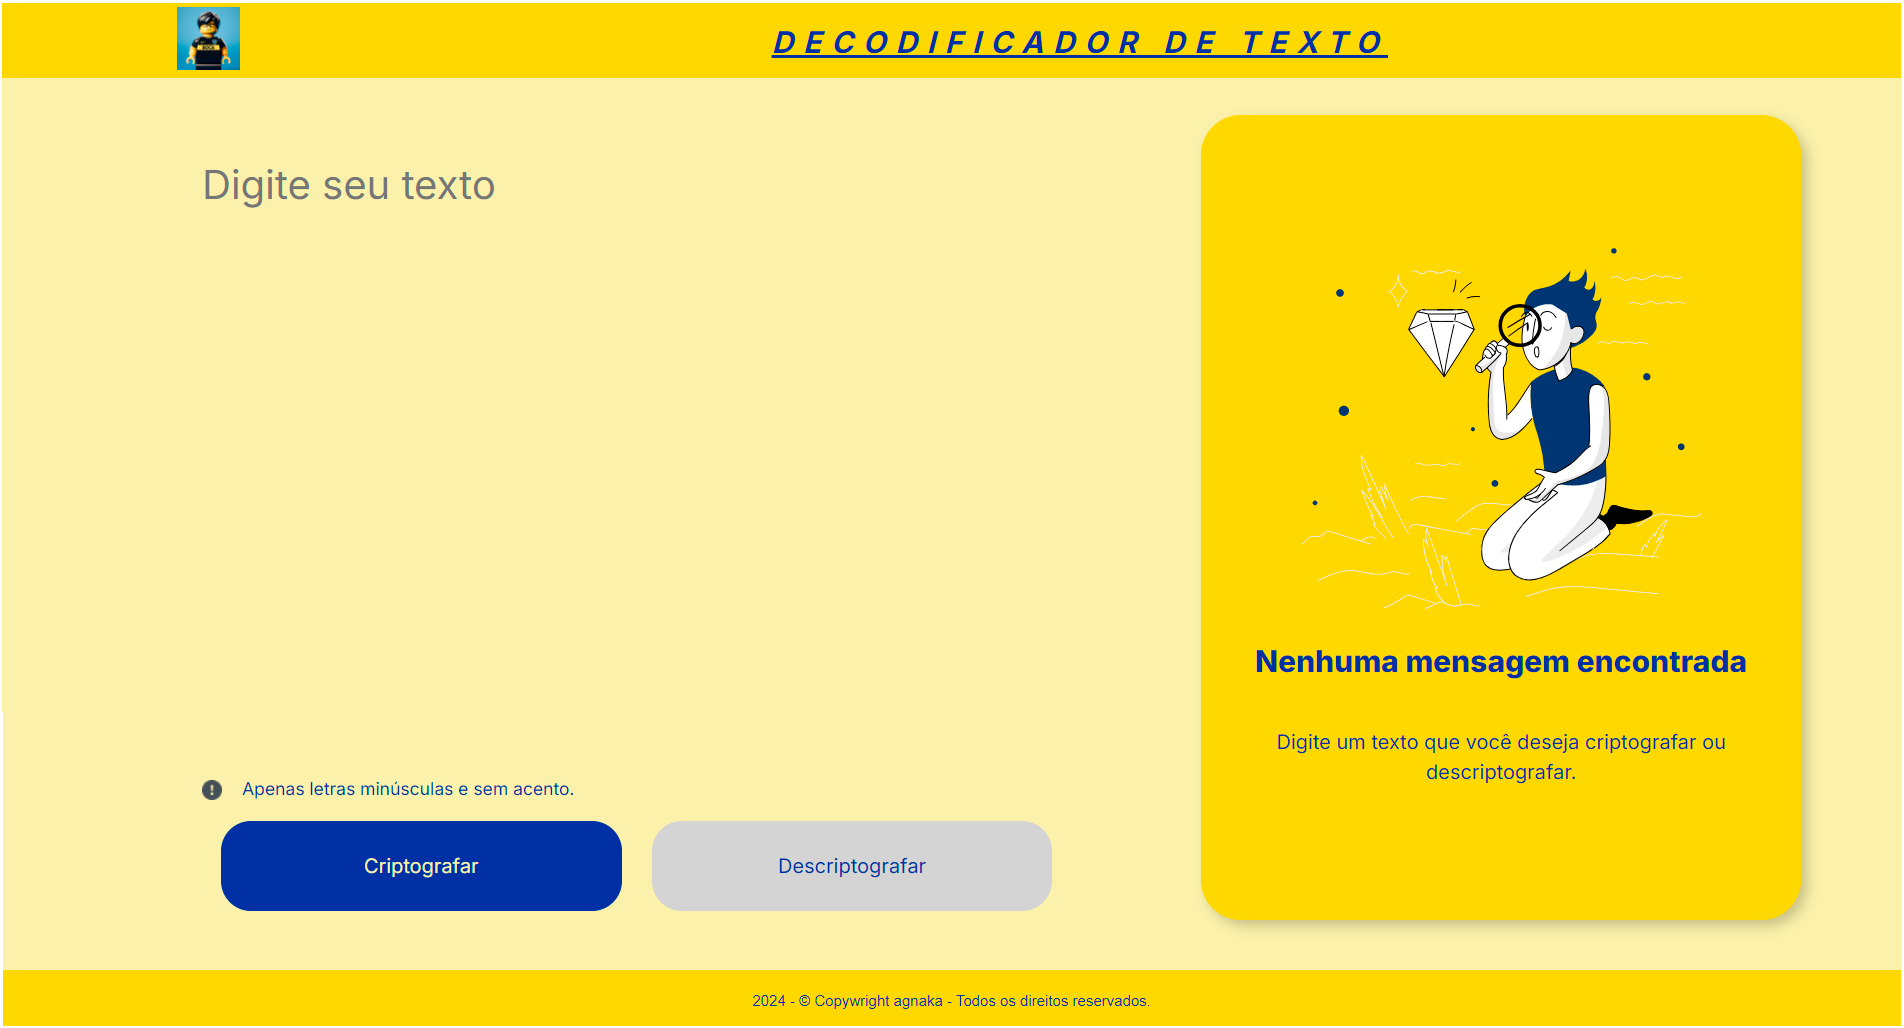 DECODIFICADOR DE TEXTO
Digite seu texto
Nenhuma mensagem encontrada
Digite um texto que você deseja criptografar ou
descriptografar.
Apenas letras minúsculas e sem acento.
Criptografar
Descriptografar
2024 - © Copywright agnaka - Todos os direitos reservados.